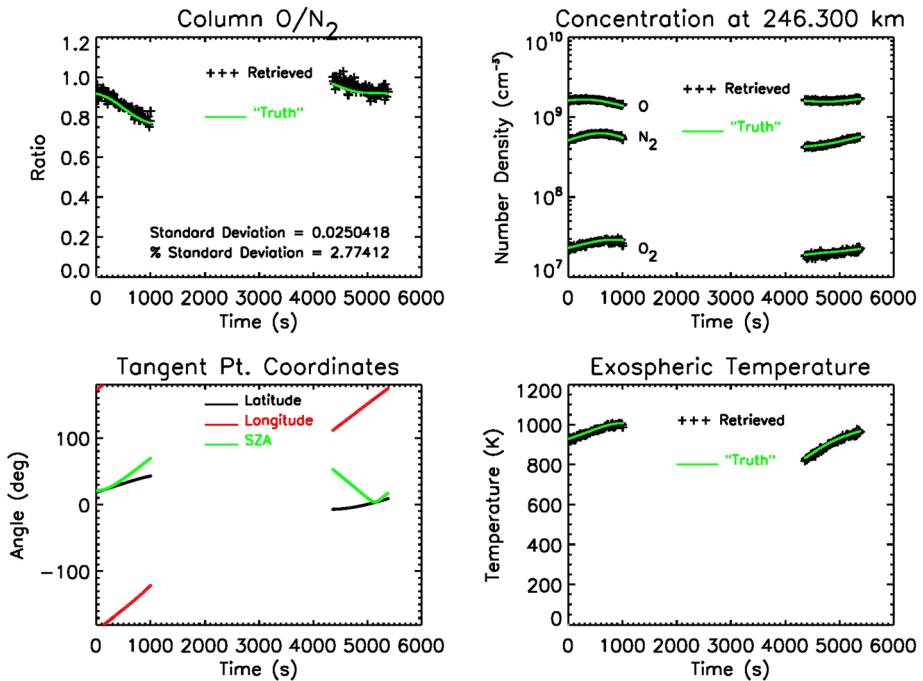 Column O/N2
1.2
1.0
0.8
0.6
0.4
0.2
0.0
Ratio
+++ Retrieved
"Truth"
Standard Deviation = 0.0250418
% Standard Deviation = 2.77412
0 1000 2000 3000 4000 5000 6000
Time (s)
Concentration at 246.300 km
10^10
10^9
10^8
10^7
Number Density (cm^-3)
+++ Retrieved
"Truth"
O
N2
O2
0 1000 2000 3000 4000 5000 6000
Time (s)
Tangent Pt. Coordinates
100
0
-100
Angle (deg)
Latitude
Longitude
SZA
0 1000 2000 3000 4000 5000 6000
Time (s)
Exospheric Temperature
1200
1000
800
600
400
200
0
Temperature (K)
+++ Retrieved
"Truth"
0 1000 2000 3000 4000 5000 6000
Time (s)